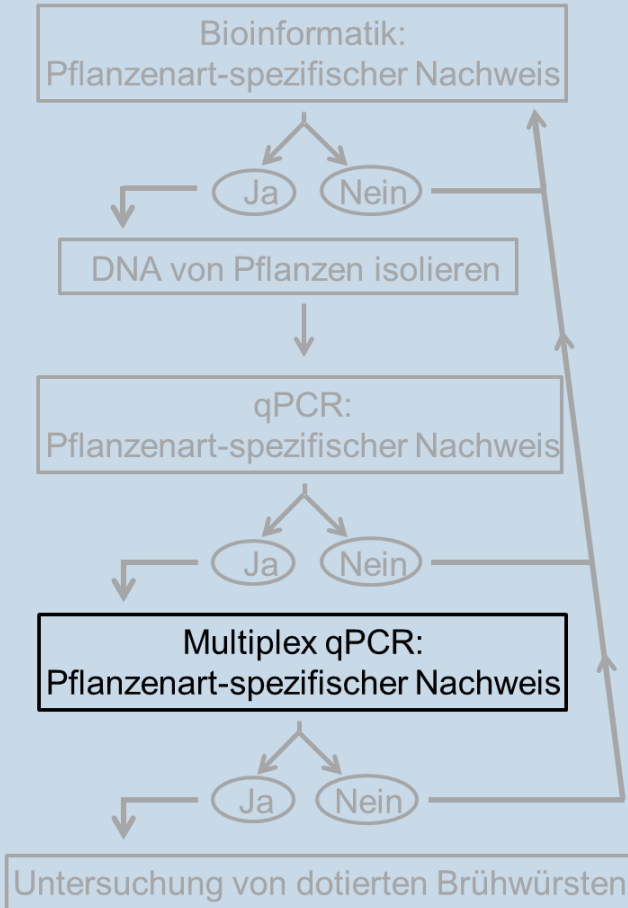 Bioinformatik:
Pflanzenart-spezifischer Nachweis
Ja Nein
DNA von Pflanzen isolieren
qPCR:
Pflanzenart-spezifischer Nachweis
Ja Nein
Multiplex qPCR:
Pflanzenart-spezifischer Nachweis
Ja Nein
Untersuchung von dotierten Brühwürsten